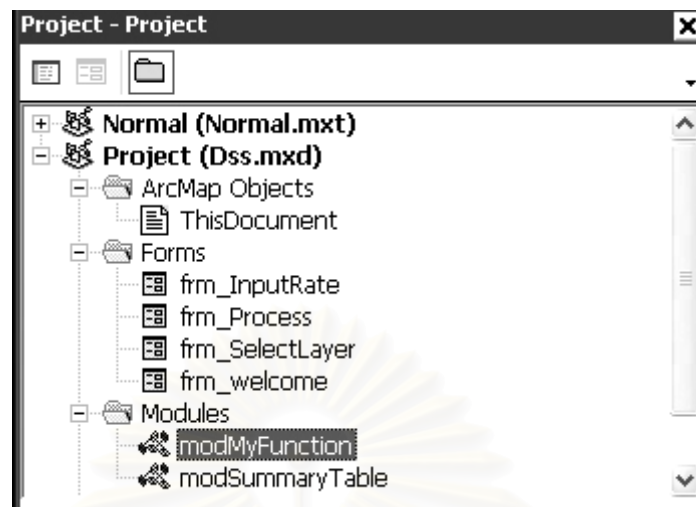 Project - Project
Normal (Normal.mxt)
Project (Dss.mxd)
ArcMap Objects
ThisDocument
Forms
frm_InputRate
frm_Process
frm_SelectLayer
frm_welcome
Modules
modMyFunction
modSummaryTable